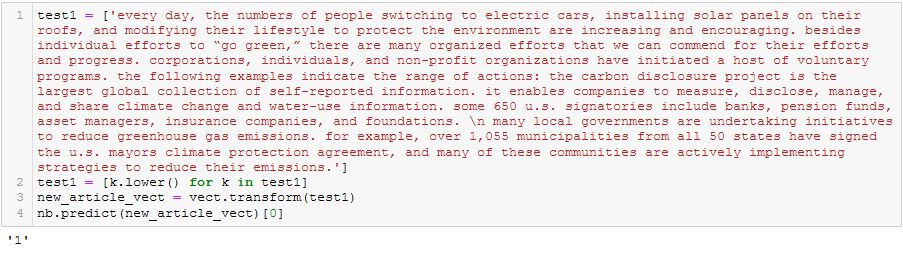 1 test1 = ['every day, the numbers of people switching to electric cars, installing solar panels on their
roofs, and modifying their lifestyle to protect the environment are increasing and encouraging. besides
individual efforts to “go green,” there are many organized efforts that we can commend for their efforts
and progress. corporations, individuals, and non-profit organizations have initiated a host of voluntary
programs. the following examples indicate the range of actions: the carbon disclosure project is the
largest global collection of self-reported information. it enables companies to measure, disclose, manage,
and share climate change and water-use information. some 650 u.s. signatories include banks, pension funds,
asset managers, insurance companies, and foundations. \n many local governments are undertaking initiatives
to reduce greenhouse gas emissions. for example, over 1,055 municipalities from all 50 states have signed
the u.s. mayors climate protection agreement, and many of these communities are actively implementing
strategies to reduce their emissions.']
2 test1 = [k.lower() for k in test1]
3 new_article_vect = vect.transform(test1)
4 nb.predict(new_article_vect)[0]
'1'